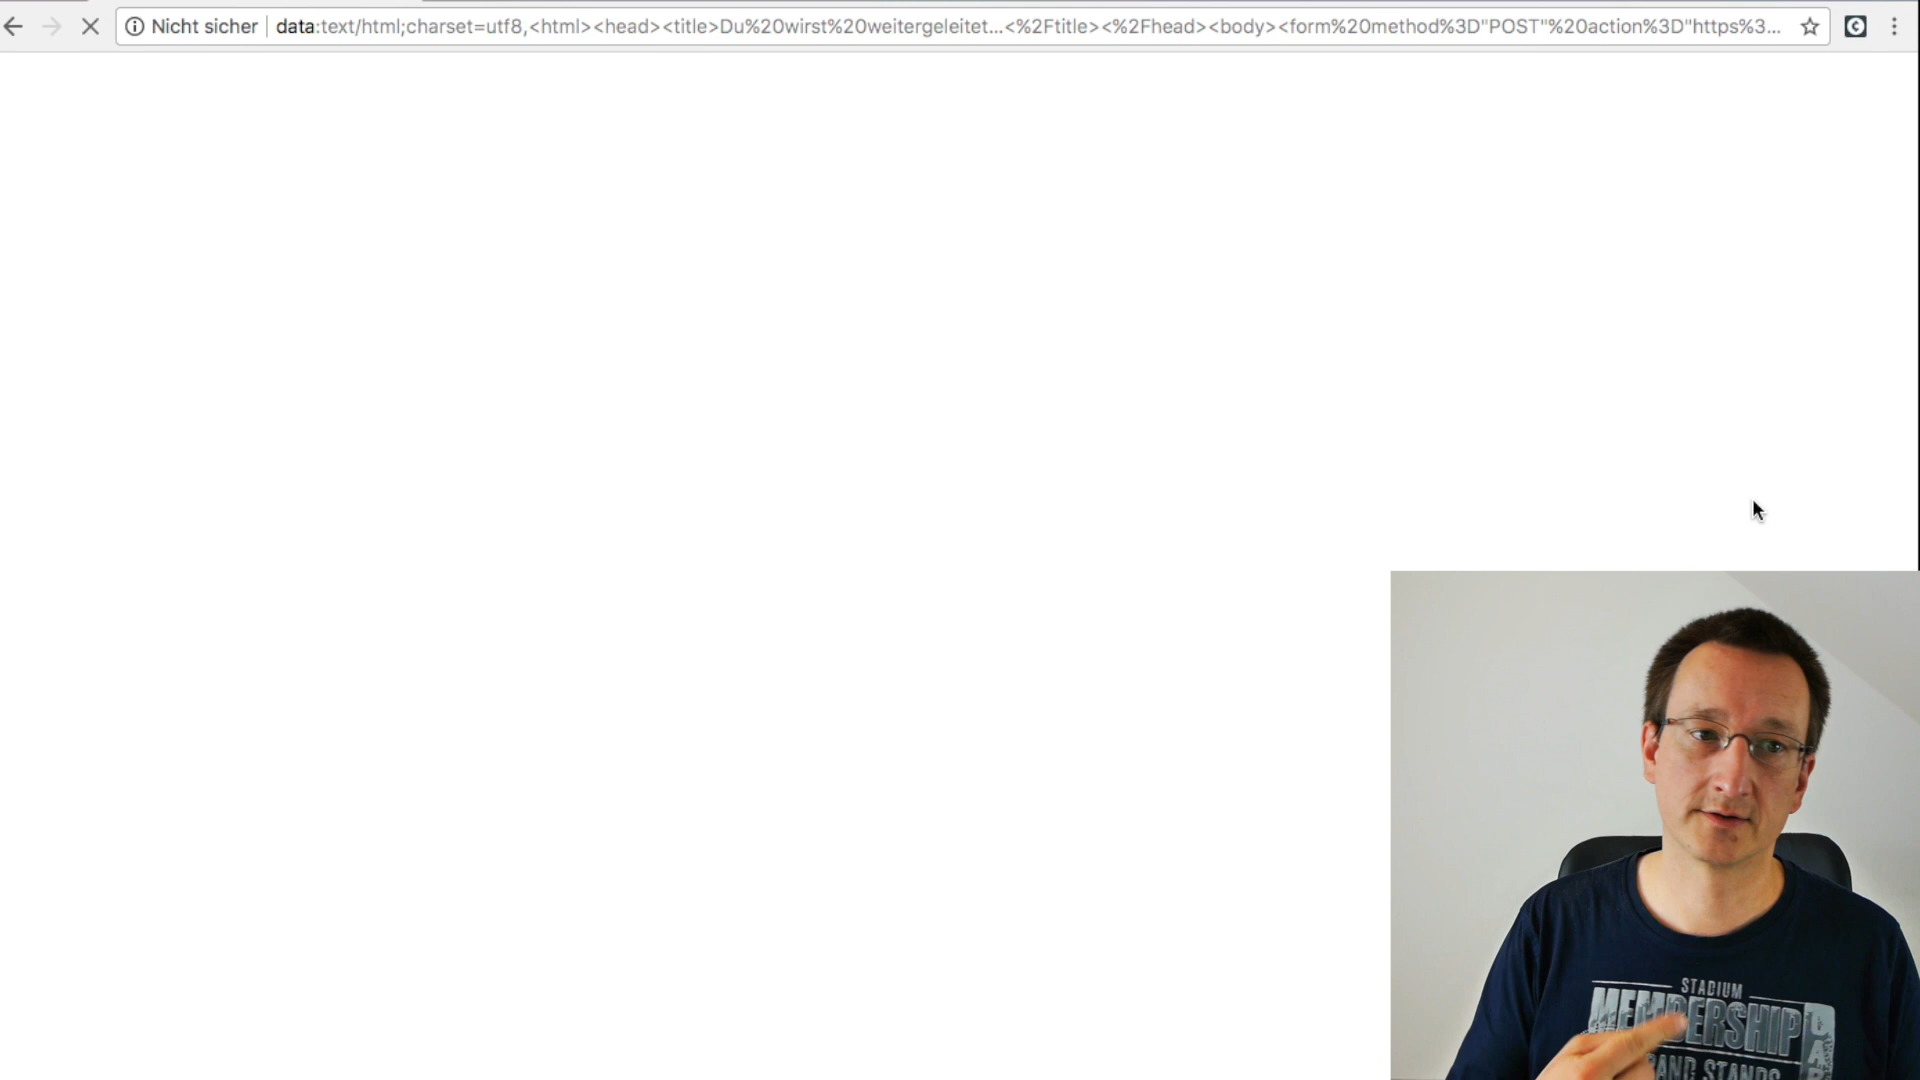 Nicht sicher | data:text/html;charset=utf8,<html><head><title>Du%20wirst%20weitergeleitet...<%2Ftitle><%2Fhead><body><form%20method%3D"POST"%20action%3D"https%3...
STADIUM
MEMBERSHIP
STANDS